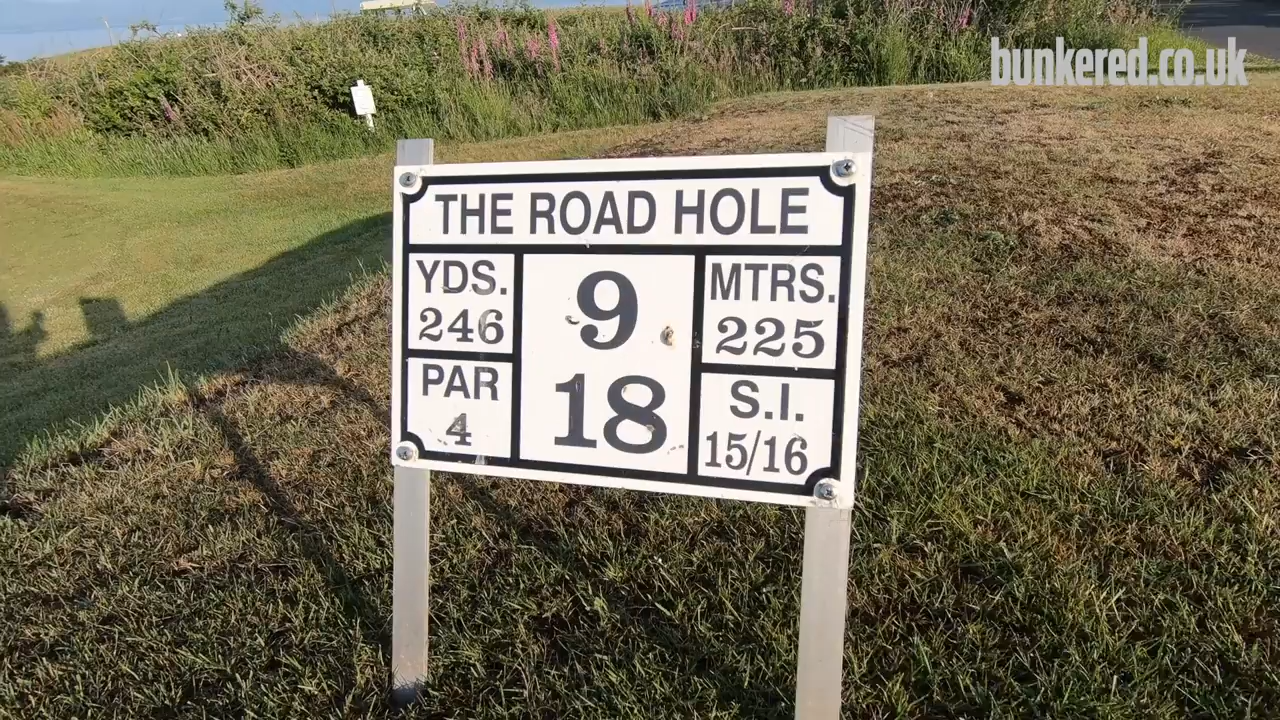 bunkered.co.uk
THE ROAD HOLE
YDS.
246
9
MTRS.
225
PAR
4
18
S.I.
15/16